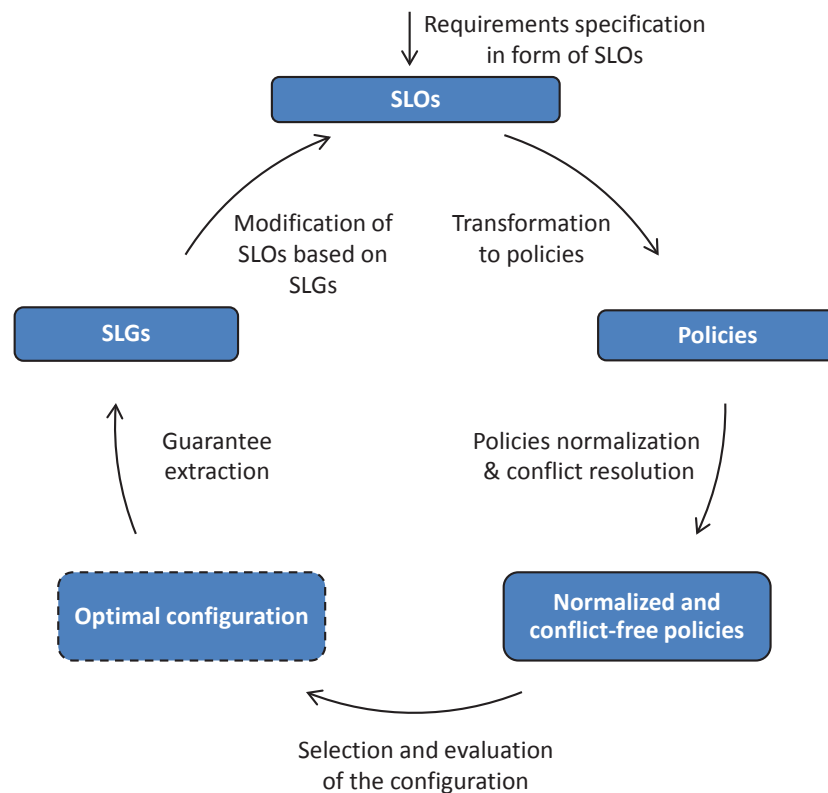 Requirements specification
in form of SLOs
SLOs
Modification of
SLOs based on
SLGs
Transformation
to policies
SLGs
Policies
Guarantee
extraction
Policies normalization
& conflict resolution
Optimal configuration
Normalized and
conflict-free policies
Selection and evaluation
of the configuration